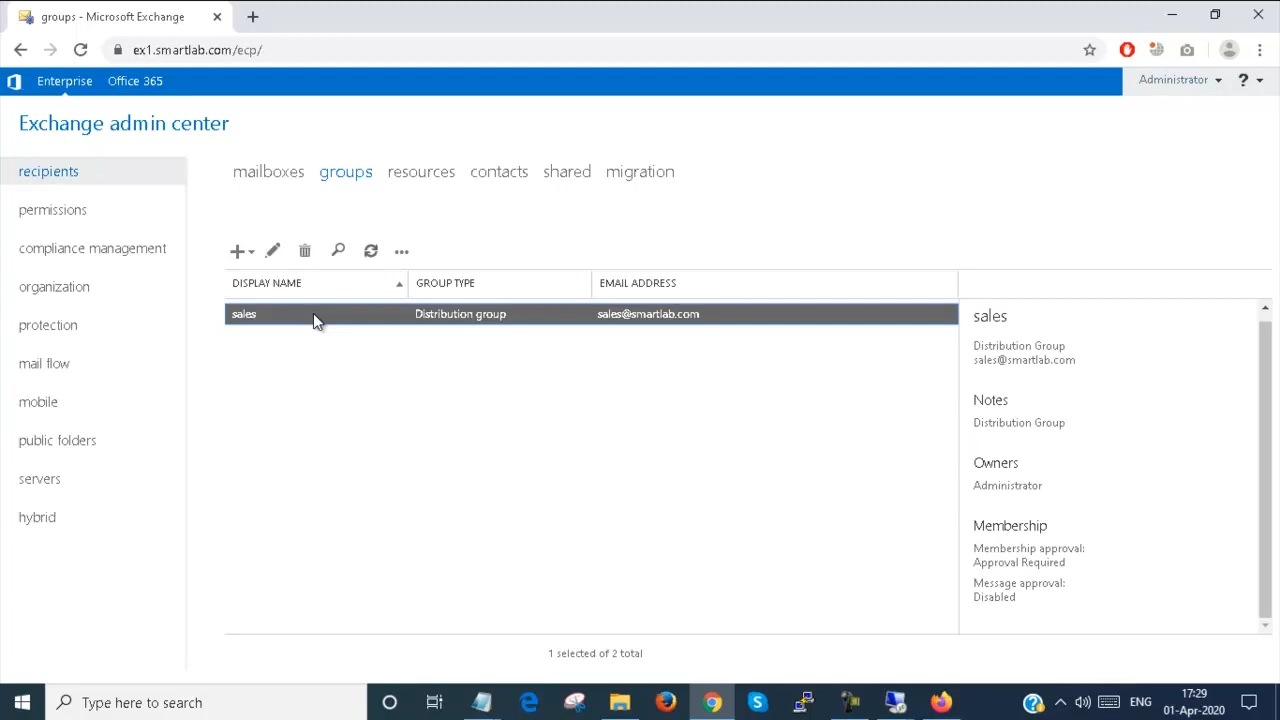 groups - Microsoft Exchange
ex1.smartlab.com/ecp/
Enterprise Office 365
Administrator ?
Exchange admin center
recipients
permissions
compliance management
organization
protection
mail flow
mobile
public folders
servers
hybrid
mailboxes groups resources contacts shared migration
DISPLAY NAME GROUP TYPE EMAIL ADDRESS
sales Distribution group sales@smartlab.com
1 selected of 2 total
sales
Distribution Group
sales@smartlab.com
Notes
Distribution Group
Owners
Administrator
Membership
Membership approval:
Approval Required
Message approval:
Disabled
Type here to search
ENG
17:29
01-Apr-2020